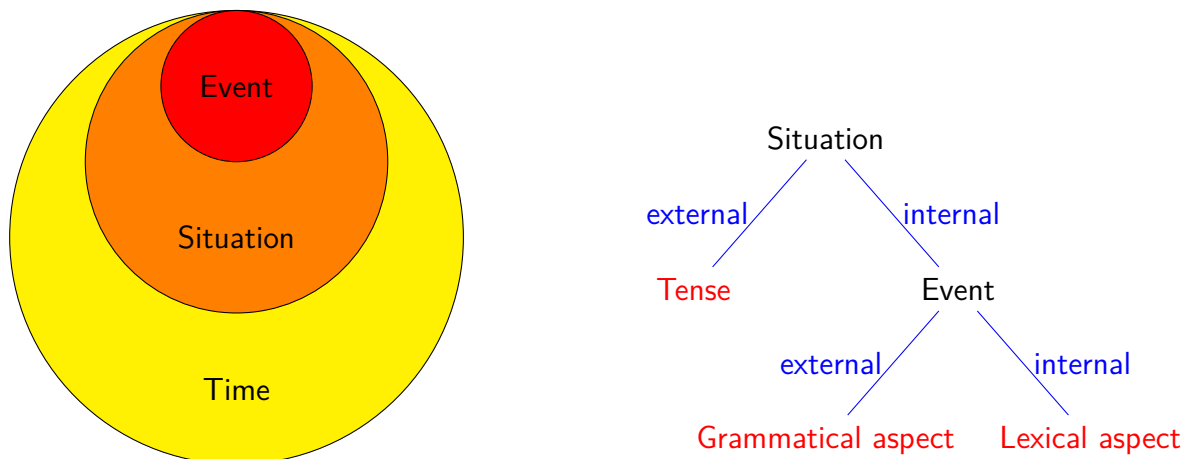 Event
Situation
Time
Situation
external internal
Tense Event
external internal
Grammatical aspect Lexical aspect